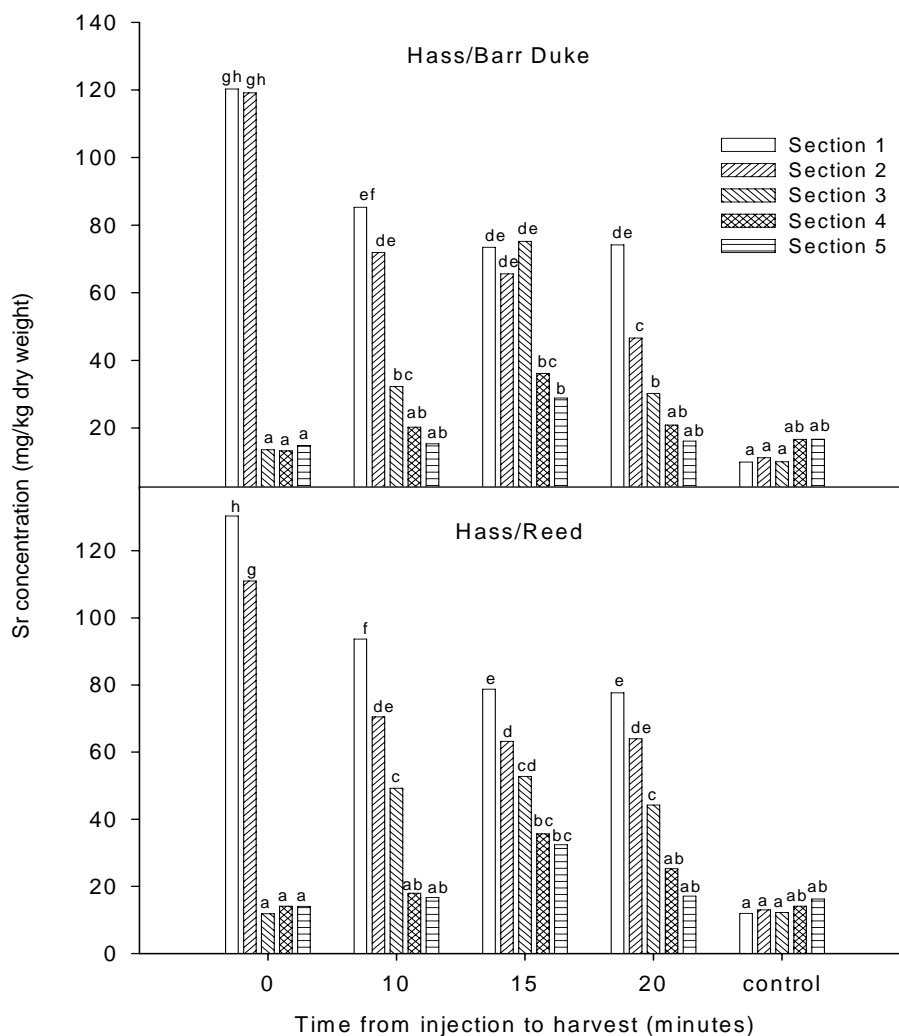 140
Hass/Barr Duke
gh gh
120
Section 1
100
Section 2
Section 3
ef
Section 4
80
de de de de
Section 5
de
60
c
40
bc bc
b b
20
ab ab ab ab ab ab
a a a a a a
Sr concentration (mg/kg dry weight)
h
Hass/Reed
120
g
100
f
80
e e
de
d de
60
cd
c c
40
bc bc
ab
20
ab ab ab ab ab
a a a a a a
0
0 10 15 20 control
Time from injection to harvest (minutes)